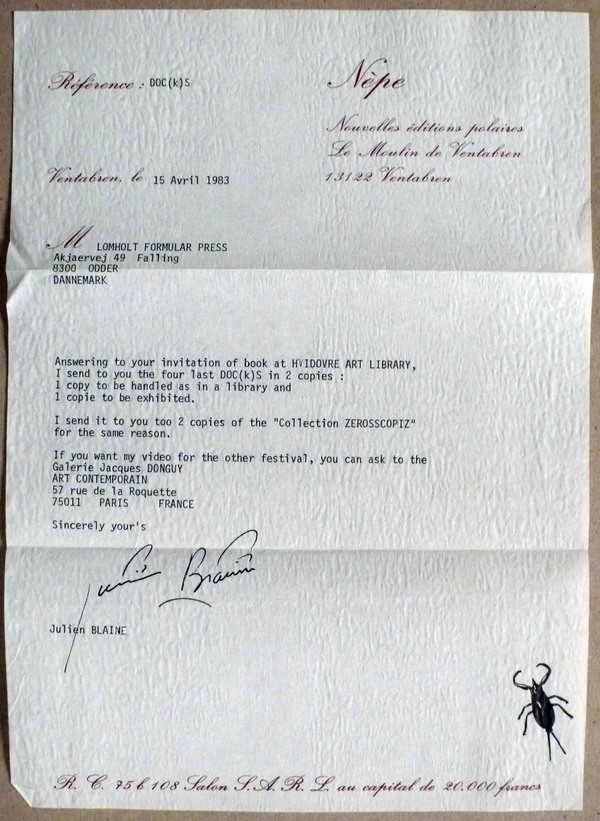 Référence : DOC(k)S
Nèpe
Nouvelles éditions polaires
Le Moulin de Ventabren
13122 Ventabren
Ventabren, le 15 Avril 1983
M LOMHOLT FORMULAR PRESS
Akjaervej 49 Falling
8300 ODDER
DANNEMARK
Answering to your invitation of book at HVIDOVRE ART LIBRARY,
I send to you the four last DOC(k)S in 2 copies :
1 copy to be handled as in a library and
1 copie to be exhibited.
I send it to you too 2 copies of the "Collection ZEROSSCOPIZ"
for the same reason.
If you want my video for the other festival, you can ask to the
Galerie Jacques DONGUY
ART CONTEMPORAIN
57 rue de la Roquette
75011 PARIS FRANCE
Sincerely your's
Julien Blaine
Julien BLAINE
R. C. 75 b 108 Salon S. A. R. L. au capital de 20.000 francs